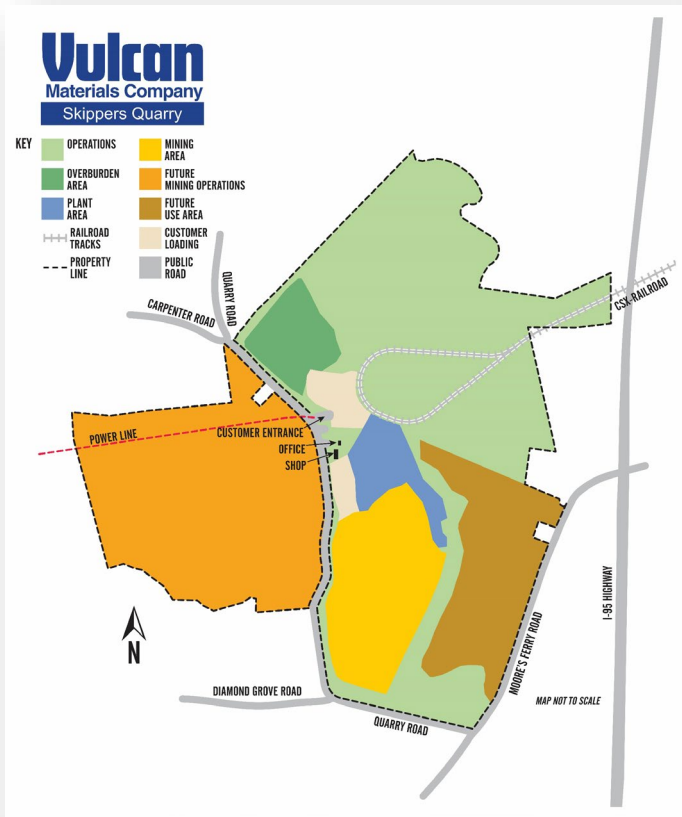 Vulcan
Materials Company
Skippers Quarry
KEY
OPERATIONS
OVERBURDEN
AREA
PLANT
AREA
RAILROAD
TRACKS
PROPERTY
LINE
MINING
AREA
FUTURE
MINING OPERATIONS
FUTURE
USE AREA
CUSTOMER
LOADING
PUBLIC
ROAD
QUARRY ROAD
CARPENTER ROAD
CSX-RAILROAD
POWER LINE
CUSTOMER ENTRANCE
OFFICE
SHOP
N
I-95 HIGHWAY
MOORE'S FERRY ROAD
DIAMOND GROVE ROAD
MAP NOT TO SCALE
QUARRY ROAD